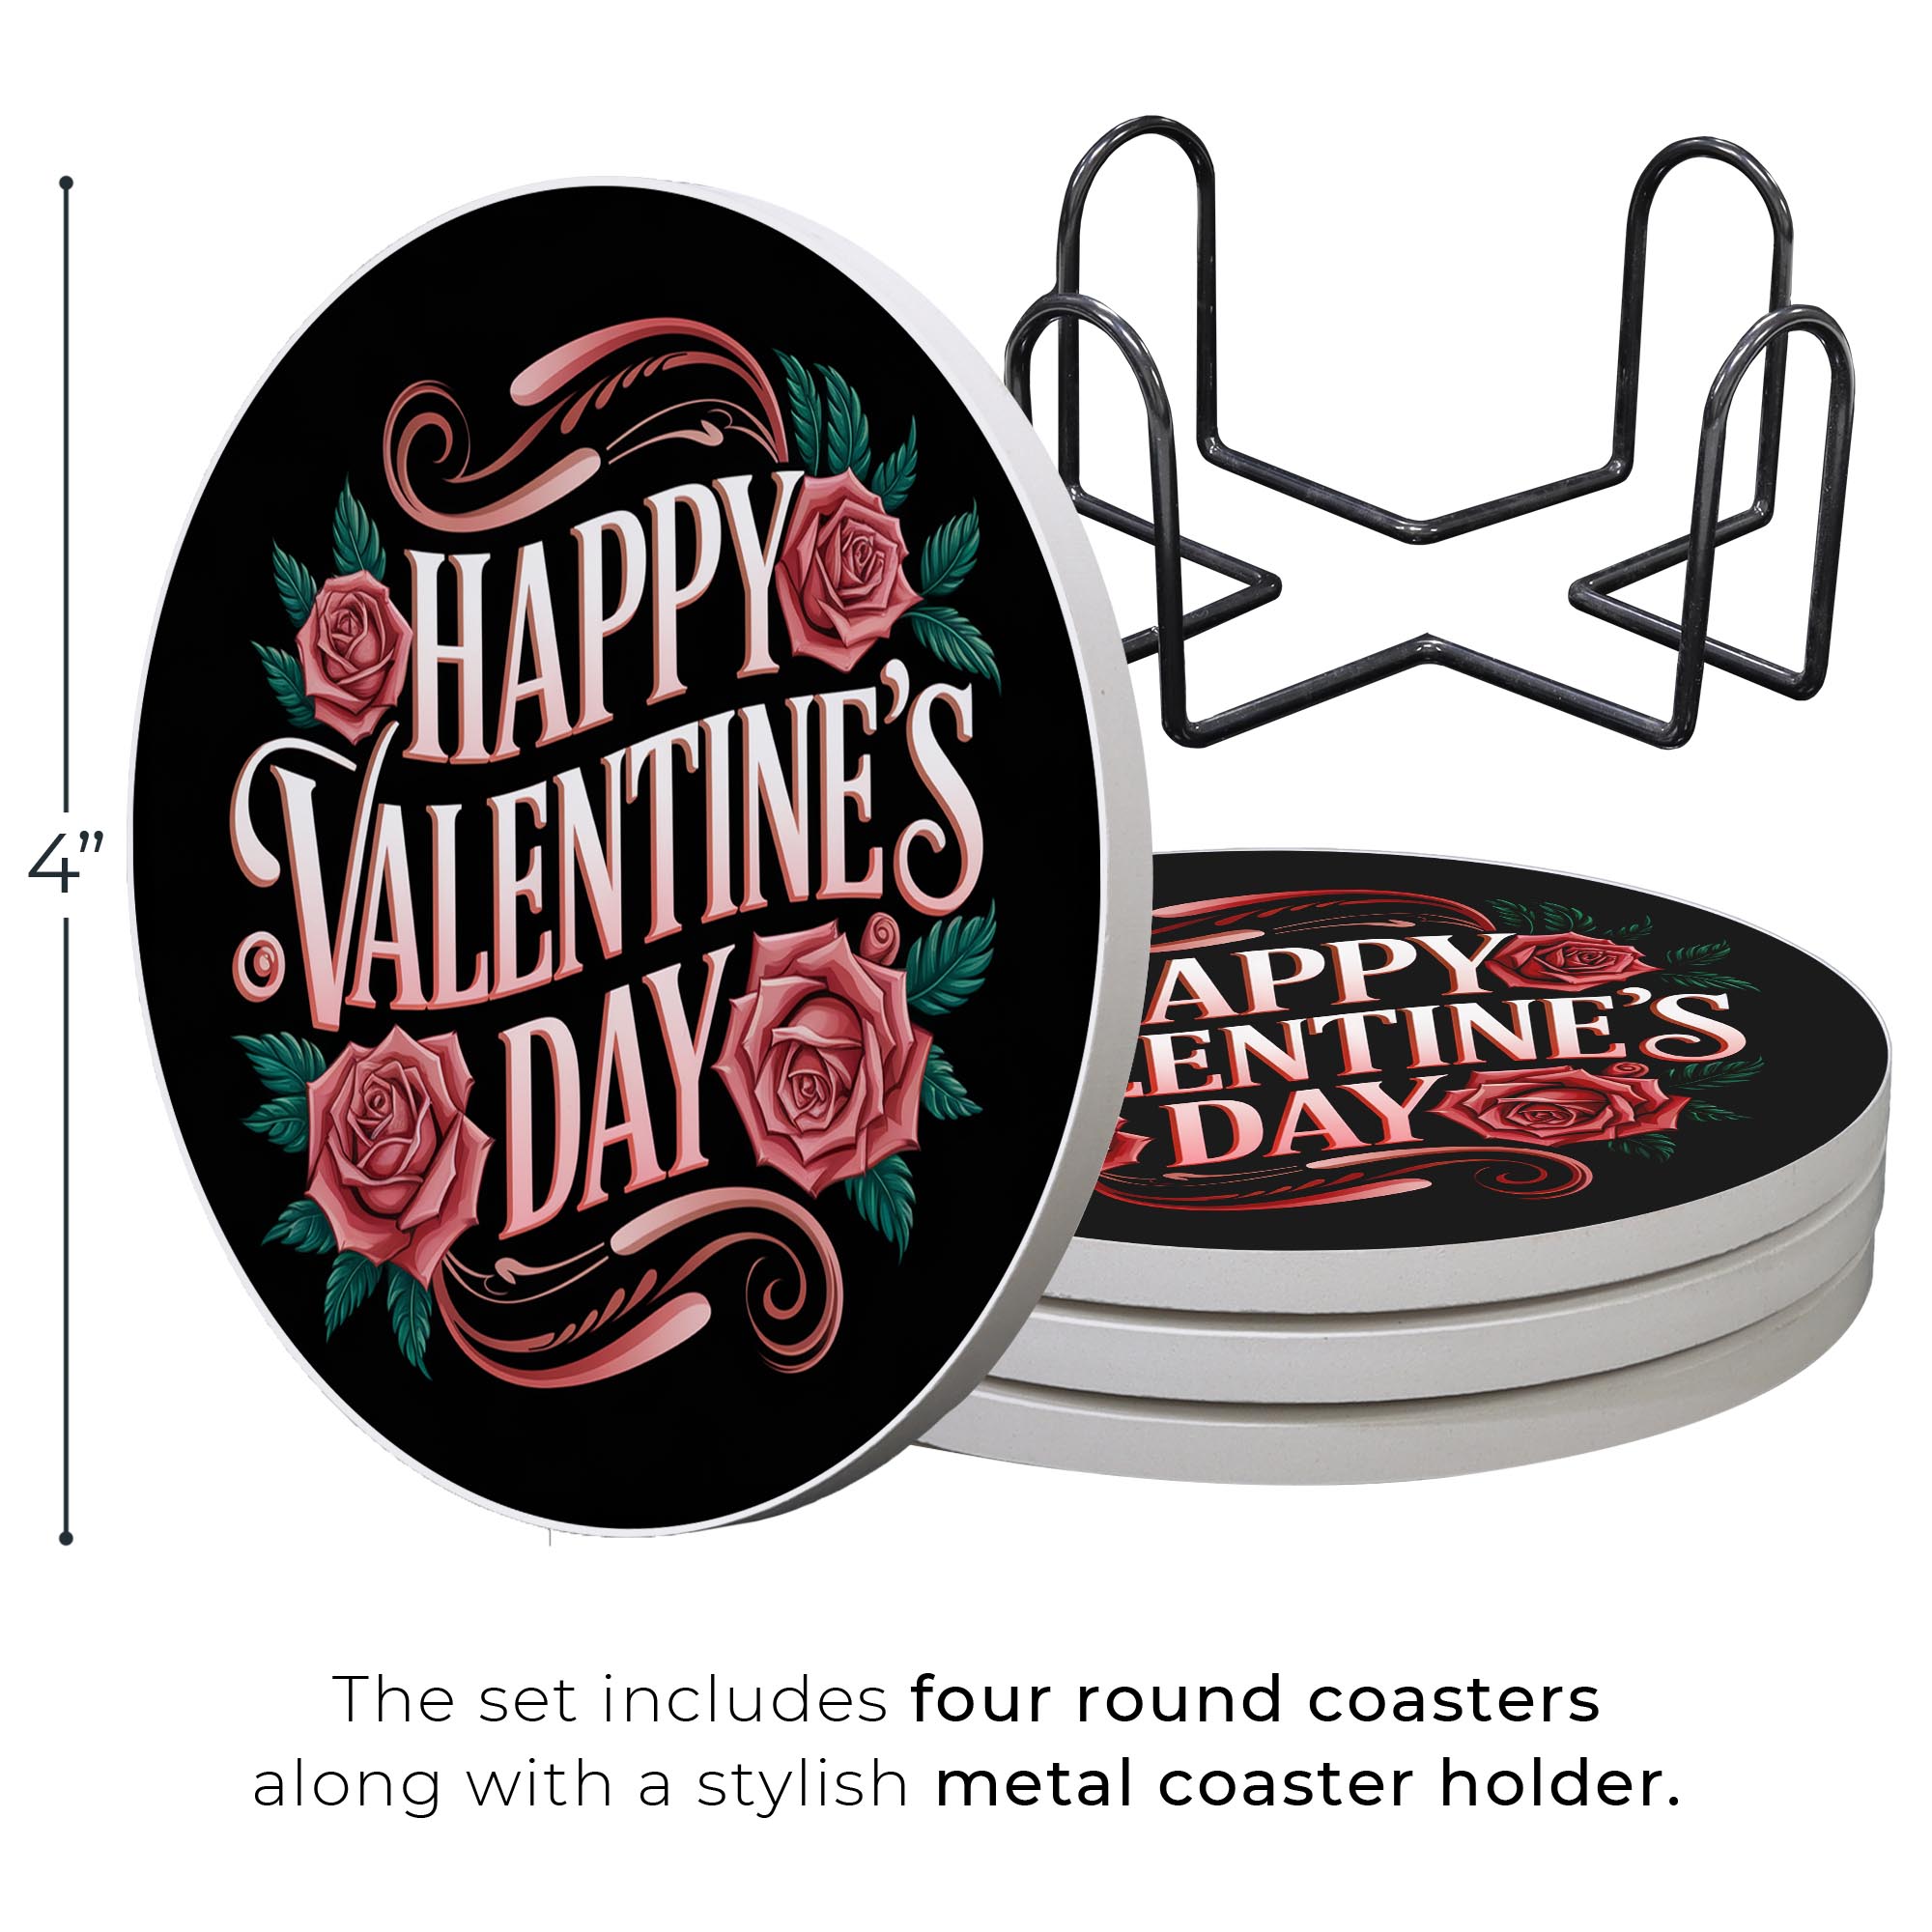 4”
HAPPY
VALENTINE’S
DAY
APPY
ENTINE’S
DAY
The set includes four round coasters
along with a stylish metal coaster holder.